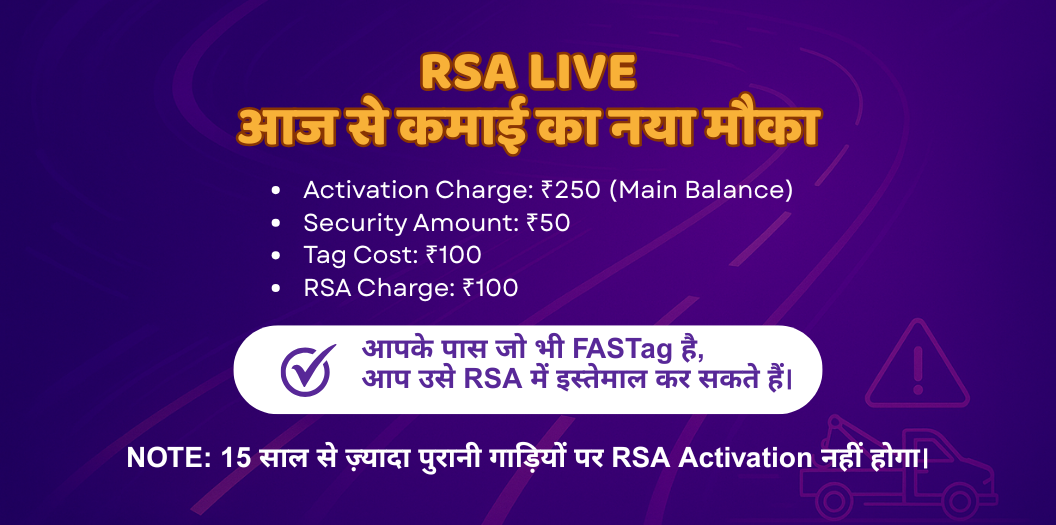 RSA LIVE
आज से कमाई का नया मौका
• Activation Charge: ₹250 (Main Balance)
• Security Amount: ₹50
• Tag Cost: ₹100
• RSA Charge: ₹100
आपके पास जो भी FASTag है,
आप उसे RSA में इस्तेमाल कर सकते हैं।
NOTE: 15 साल से ज़्यादा पुरानी गाड़ियों पर RSA Activation नहीं होगा।